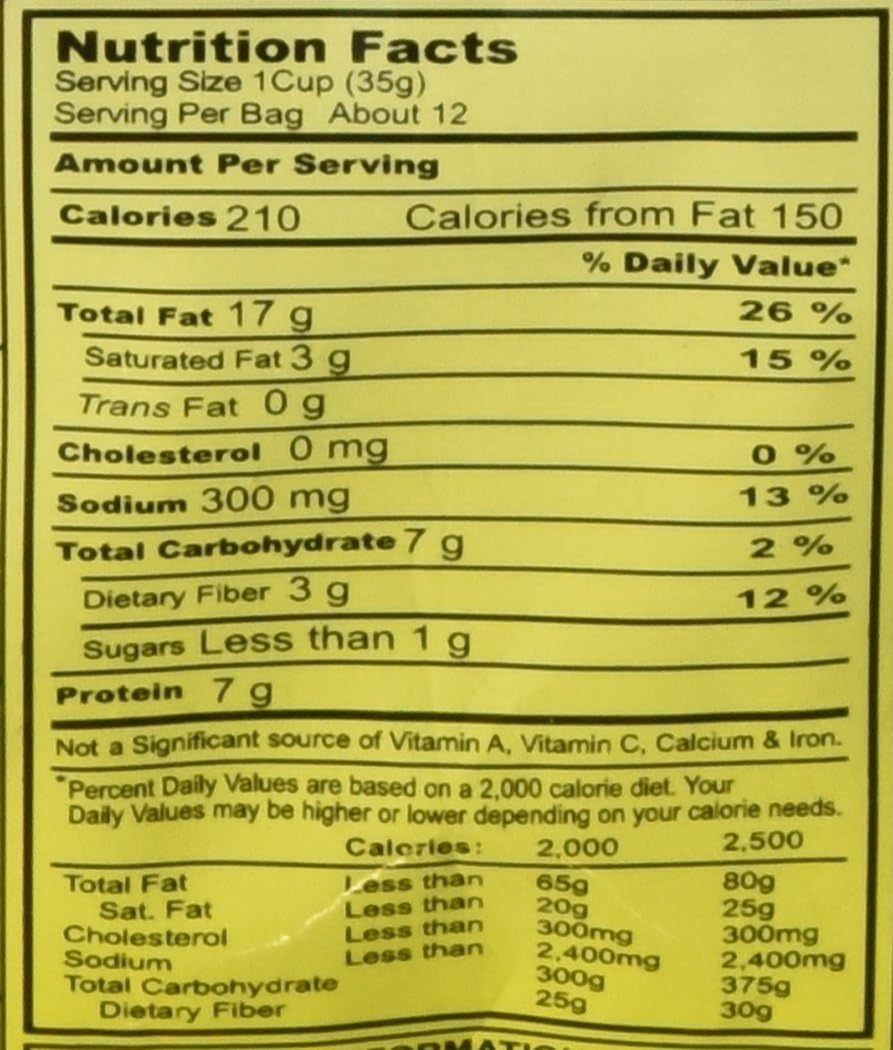 Nutrition Facts
Serving Size 1Cup (35g)
Serving Per Bag About 12
Amount Per Serving
Calories 210 Calories from Fat 150
% Daily Value*
Total Fat 17 g 26 %
Saturated Fat 3 g 15 %
Trans Fat 0 g
Cholesterol 0 mg 0 %
Sodium 300 mg 13 %
Total Carbohydrate 7 g 2 %
Dietary Fiber 3 g 12 %
Sugars Less than 1 g
Protein 7 g
Not a Significant source of Vitamin A, Vitamin C, Calcium & Iron.
*Percent Daily Values are based on a 2,000 calorie diet. Your
Daily Values may be higher or lower depending on your calorie needs.
Calories: 2,000 2,500
Total Fat Less than 65g 80g
Sat. Fat Less than 20g 25g
Cholesterol Less than 300mg 300mg
Sodium Less than 2,400mg 2,400mg
Total Carbohydrate 300g 375g
Dietary Fiber 25g 30g